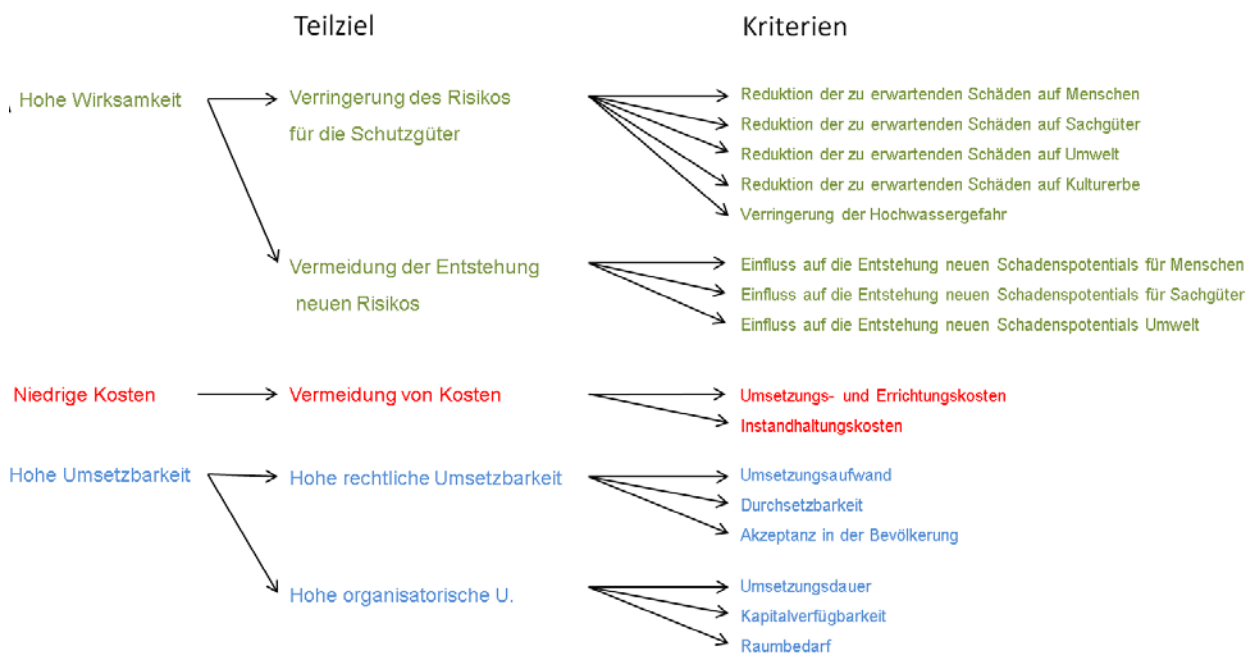 Teilziel
Kriterien
Hohe Wirksamkeit
Verringerung des Risikos
für die Schutzgüter
Reduktion der zu erwartenden Schäden auf Menschen
Reduktion der zu erwartenden Schäden auf Sachgüter
Reduktion der zu erwartenden Schäden auf Umwelt
Reduktion der zu erwartenden Schäden auf Kulturerbe
Verringerung der Hochwassergefahr
Vermeidung der Entstehung
neuen Risikos
Einfluss auf die Entstehung neuen Schadenspotentials für Menschen
Einfluss auf die Entstehung neuen Schadenspotentials für Sachgüter
Einfluss auf die Entstehung neuen Schadenspotentials Umwelt
Niedrige Kosten
Vermeidung von Kosten
Umsetzungs- und Errichtungskosten
Instandhaltungskosten
Hohe Umsetzbarkeit
Hohe rechtliche Umsetzbarkeit
Umsetzungsaufwand
Durchsetzbarkeit
Akzeptanz in der Bevölkerung
Hohe organisatorische U.
Umsetzungsdauer
Kapitalverfügbarkeit
Raumbedarf